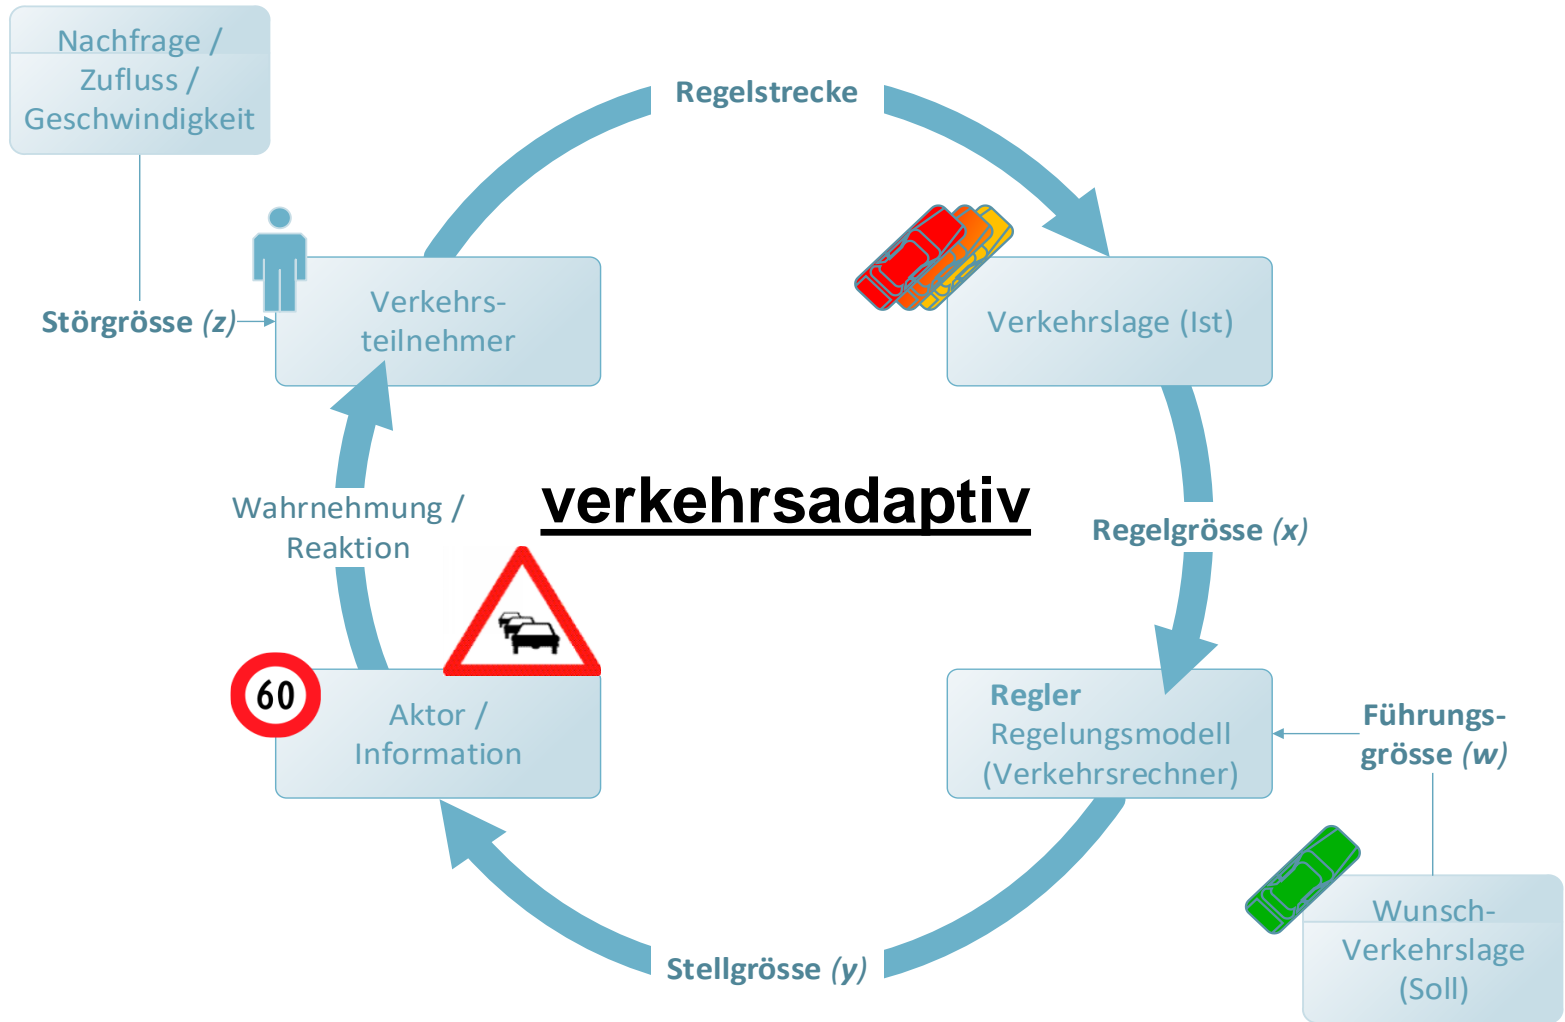 Nachfrage /
Zufluss /
Geschwindigkeit
Regelstrecke
Störgrösse (z)
Verkehrs-
teilnehmer
Verkehrslage (Ist)
Wahrnehmung /
Reaktion
verkehrsadaptiv
Regelgrösse (x)
60
Aktor /
Information
Regler
Regelungsmodell
(Verkehrsrechner)
Führungs-
grösse (w)
Stellgrösse (y)
Wunsch-
Verkehrslage
(Soll)